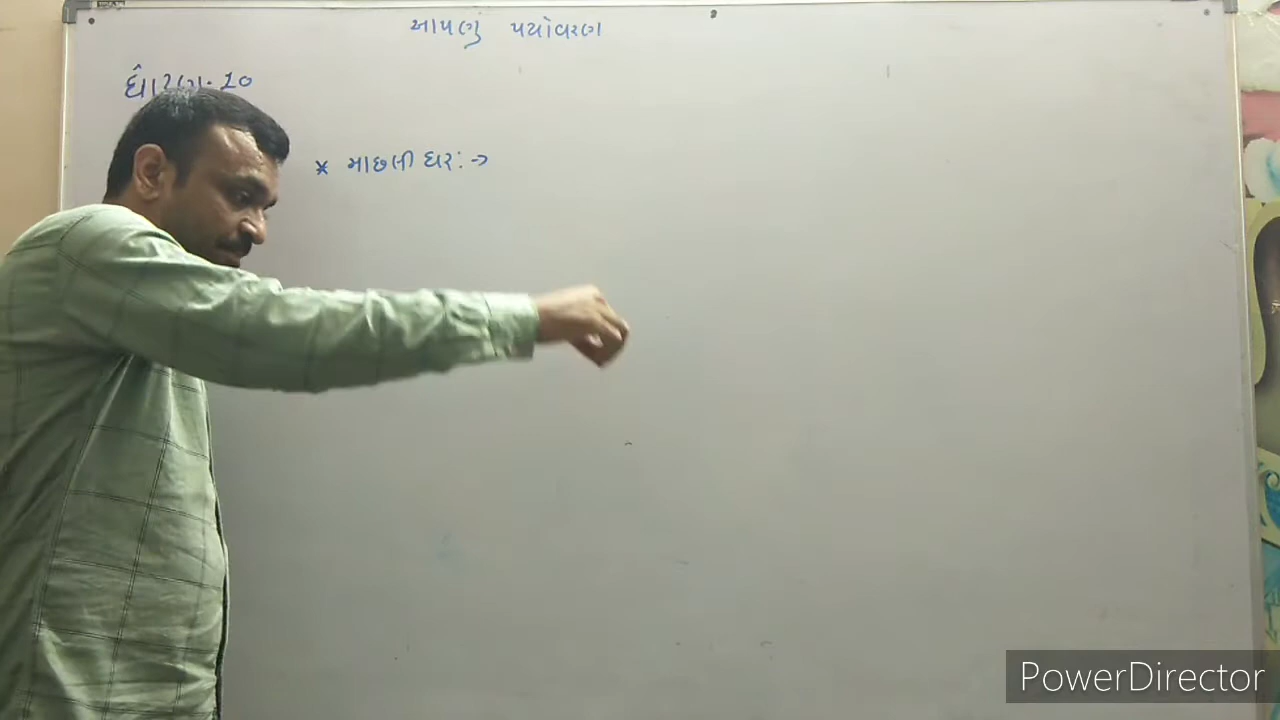 આપણુ પર્યાવરણ
ધોરણ-10
* માછલી ઘર :->
PowerDirector